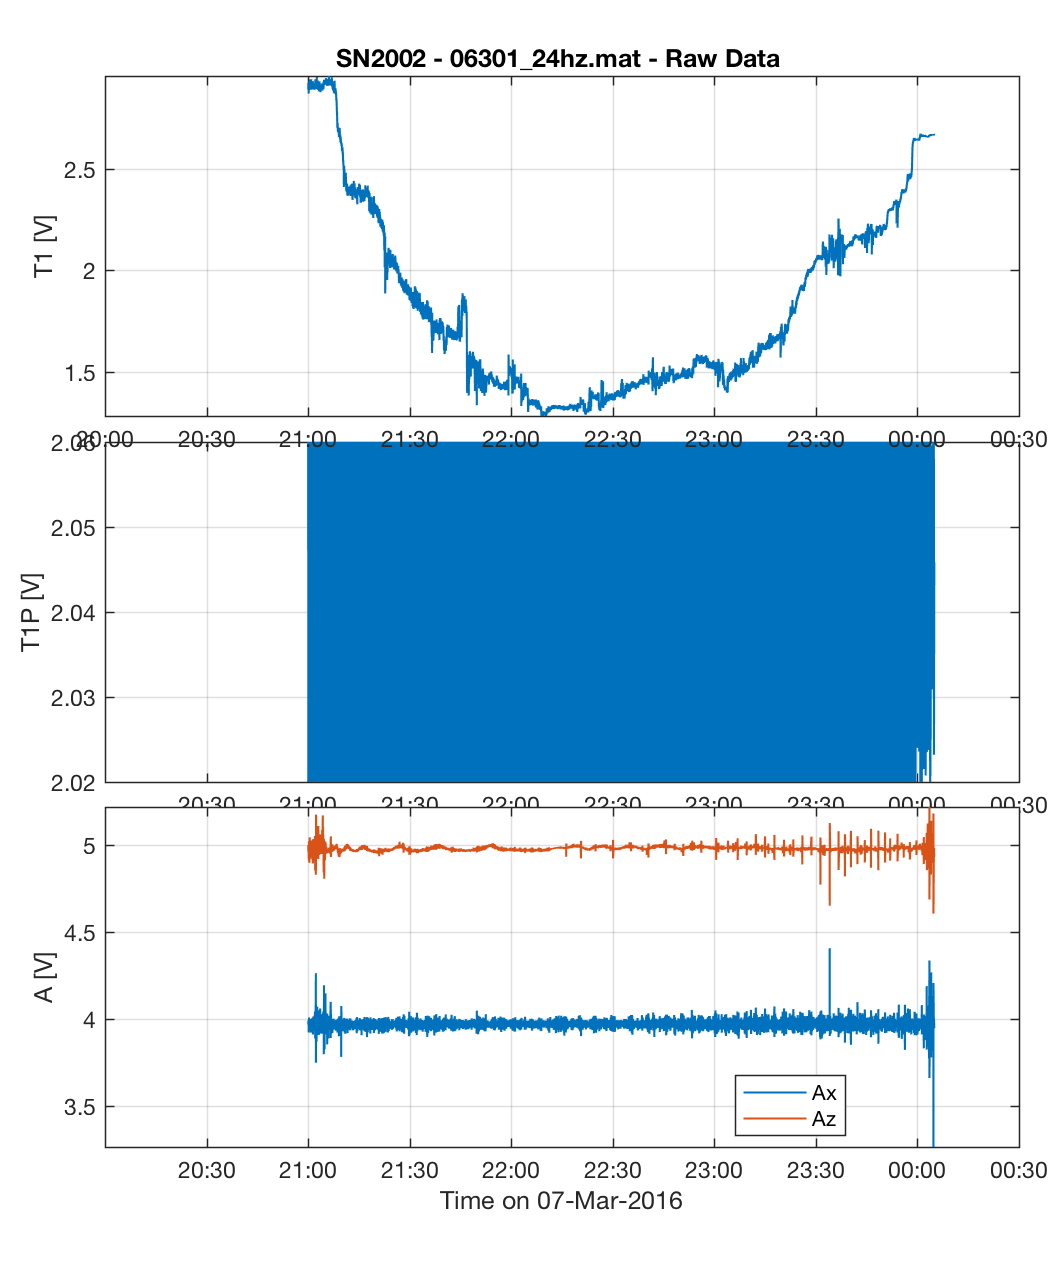 SN2002 - 06301_24hz.mat - Raw Data
2.5
2
1.5
T1 [V]
20:00 20:30 21:00 21:30 22:00 22:30 23:00 23:30 00:00 00:30
2.06
2.05
2.04
2.03
2.02
T1P [V]
20:30 21:00 21:30 22:00 22:30 23:00 23:30 00:00 00:30
5
4.5
4
3.5
A [V]
Ax
Az
20:30 21:00 21:30 22:00 22:30 23:00 23:30 00:00 00:30
Time on 07-Mar-2016